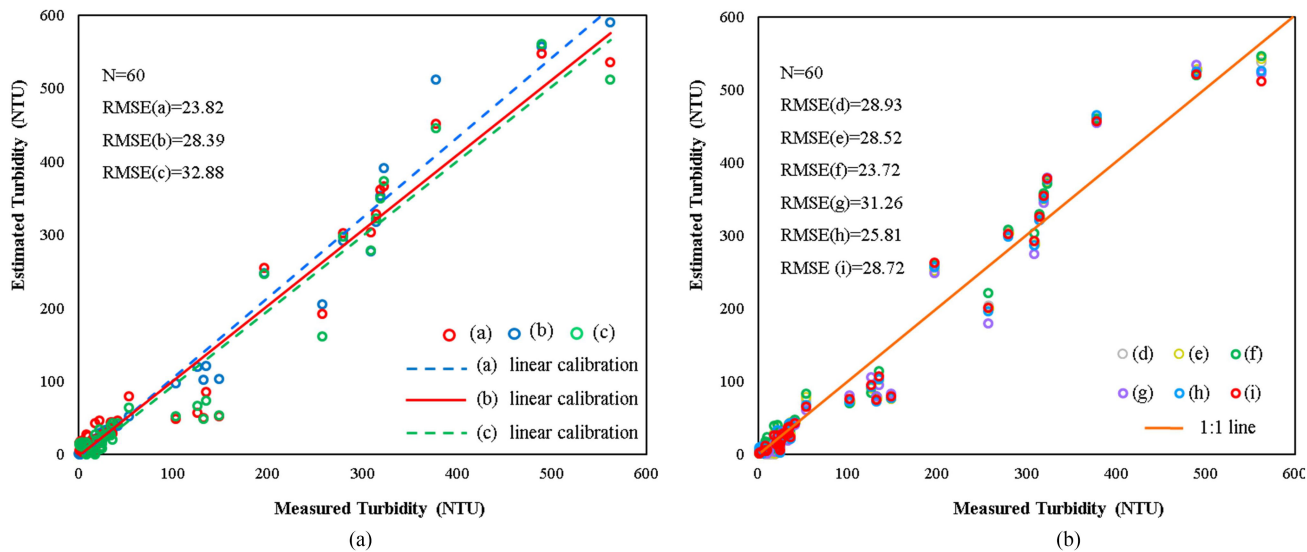 600
500
400
300
200
100
0
Estimated Turbidity (NTU)
N=60
RMSE(a)=23.82
RMSE(b)=28.39
RMSE(c)=32.88
(a) (b) (c)
(a) linear calibration
(b) linear calibration
(c) linear calibration
0 100 200 300 400 500 600
Measured Turbidity (NTU)
(a)
600
500
400
300
200
100
0
Estimated Turbidity (NTU)
N=60
RMSE(d)=28.93
RMSE(e)=28.52
RMSE(f)=23.72
RMSE(g)=31.26
RMSE(h)=25.81
RMSE (i)=28.72
(d) (e) (f)
(g) (h) (i)
1:1 line
0 100 200 300 400 500 600
Measured Turbidity (NTU)
(b)